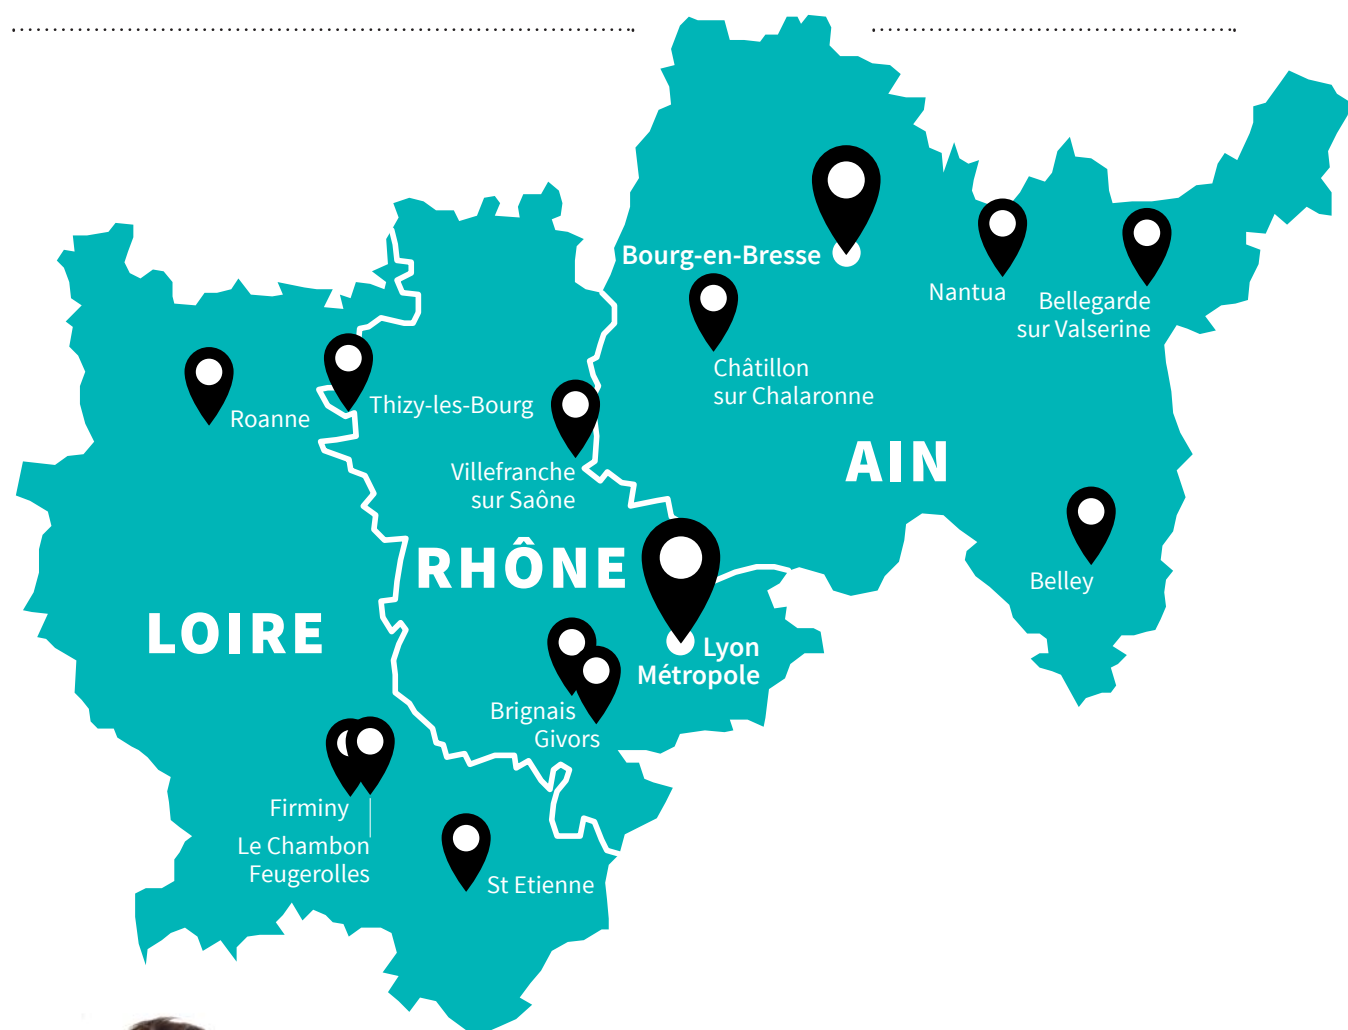 Bourg-en-Bresse
Nantua
Bellegarde
sur Valserine
Châtillon
sur Chalaronne
Roanne
Thizy-les-Bourg
Villefranche
sur Saône
AIN
RHÔNE
Belley
LOIRE
Lyon
Métropole
Brignais
Givors
Firminy
Le Chambon
Feugerolles
St Etienne